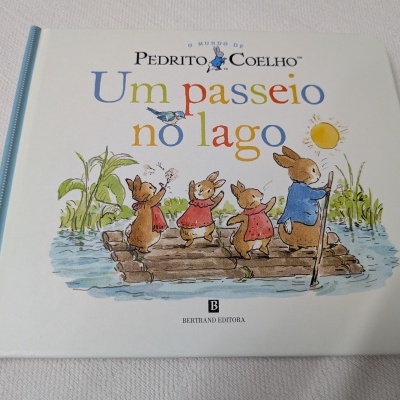 O MUNDO DE
PEDRITO COELHO™
Um passeio
no lago
B
BERTRAND EDITORA